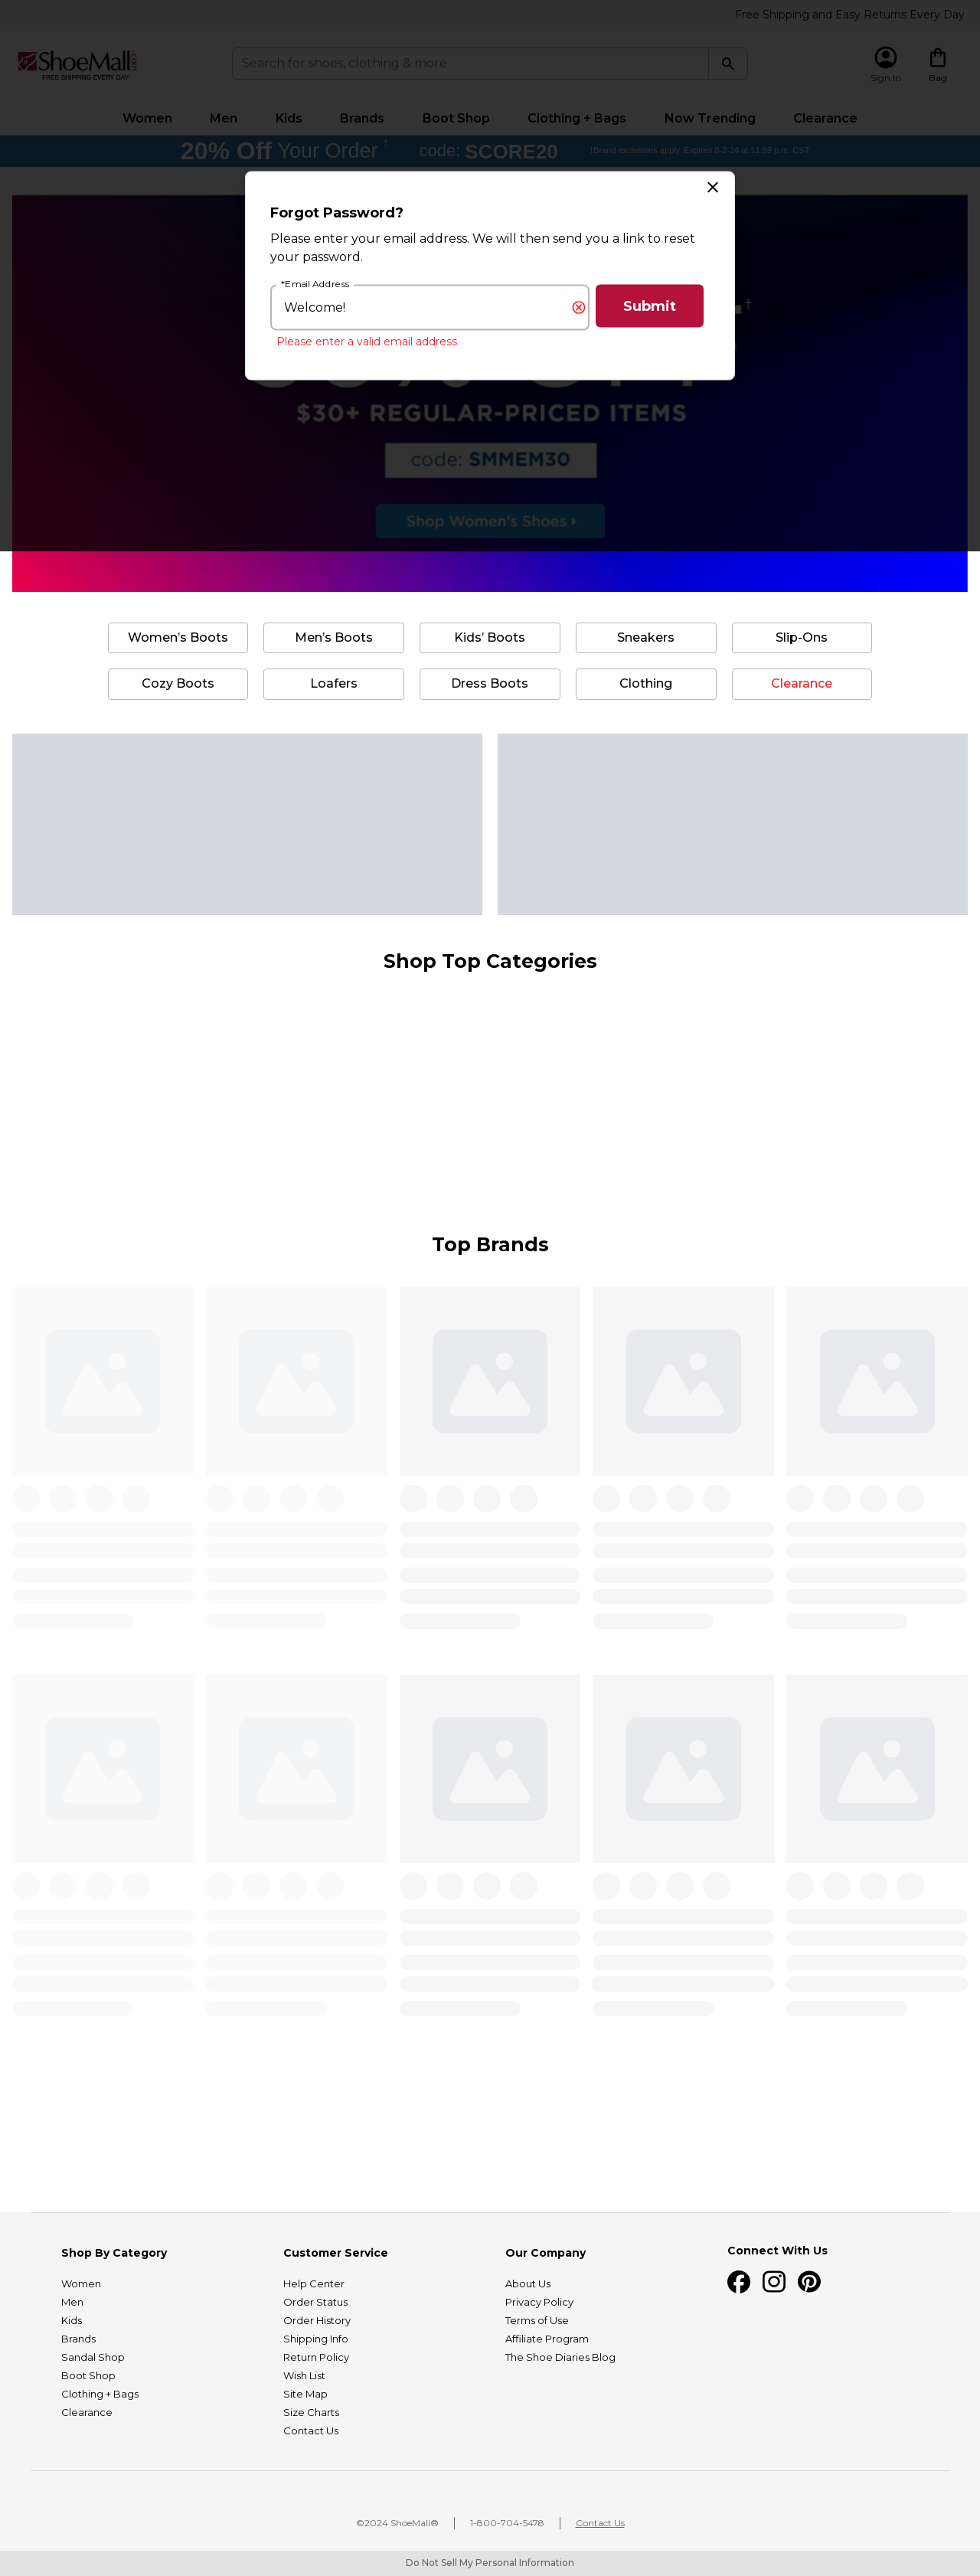 Free Shipping and Easy Returns Every Day
ShoeMall
FREE SHIPPING EVERY DAY
Search for shoes, clothing & more
Sign In
Bag
Women Men Kids Brands Boot Shop Clothing + Bags Now Trending Clearance
20% Off Your Order † code: SCORE20 †Brand exclusions apply. Expires 8-2-24 at 11:59 p.m. CST.
Forgot Password?
Please enter your email address. We will then send you a link to reset
your password.
*Email Address
Welcome!
Submit
Please enter a valid email address
$30+ REGULAR-PRICED ITEMS
code: SMMEM30
Shop Women's Shoes
Women's Boots Men's Boots Kids' Boots Sneakers Slip-Ons
Cozy Boots Loafers Dress Boots Clothing Clearance
Shop Top Categories
Top Brands
Shop By Category
Women
Men
Kids
Brands
Sandal Shop
Boot Shop
Clothing + Bags
Clearance
Customer Service
Help Center
Order Status
Order History
Shipping Info
Return Policy
Wish List
Site Map
Size Charts
Contact Us
Our Company
About Us
Privacy Policy
Terms of Use
Affiliate Program
The Shoe Diaries Blog
Connect With Us
©2024 ShoeMall® 1-800-704-5478 Contact Us
Do Not Sell My Personal Information